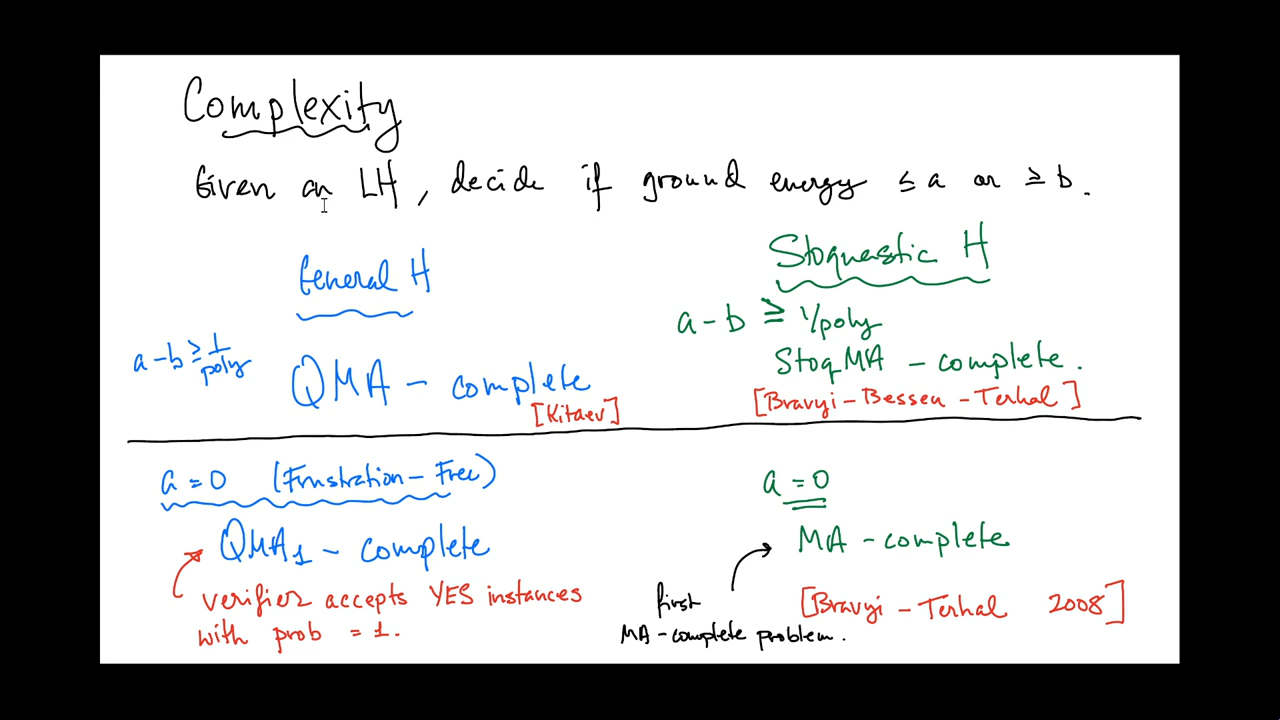 Complexity
Given an LH, decide if ground energy ≤ a or ≥ b.
General H
a - b ≥ 1/poly
QMA - complete
[Kitaev]
Stoquastic H
a - b ≥ 1/poly
StoqMA - complete.
[Bravyi - Bessen - Terhal]
a = 0 (Frustration - Free)
QMA₁ - complete
verifier accepts YES instances
with prob = 1.
a = 0
MA - complete
first
MA - complete problem.
[Bravyi - Terhal 2008]